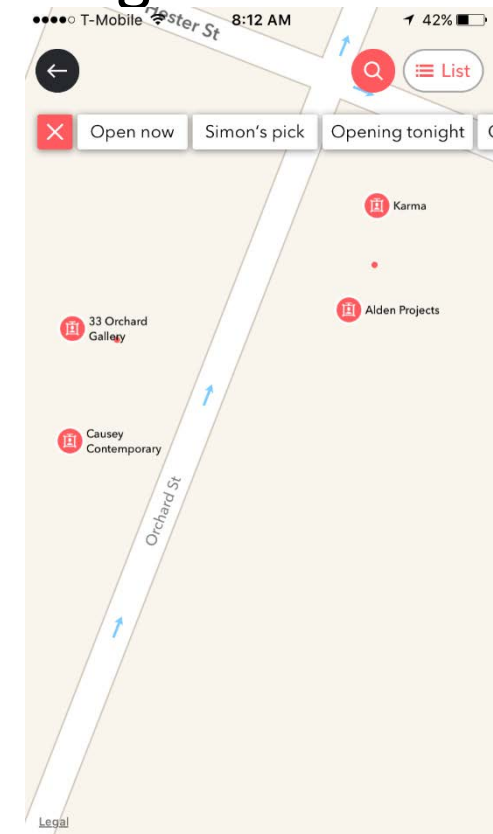 T-Mobile 8:12 AM 42%
Hester St
List
Open now Simon's pick Opening tonight
Karma
Alden Projects
33 Orchard
Gallery
Causey
Contemporary
Orchard St
Legal